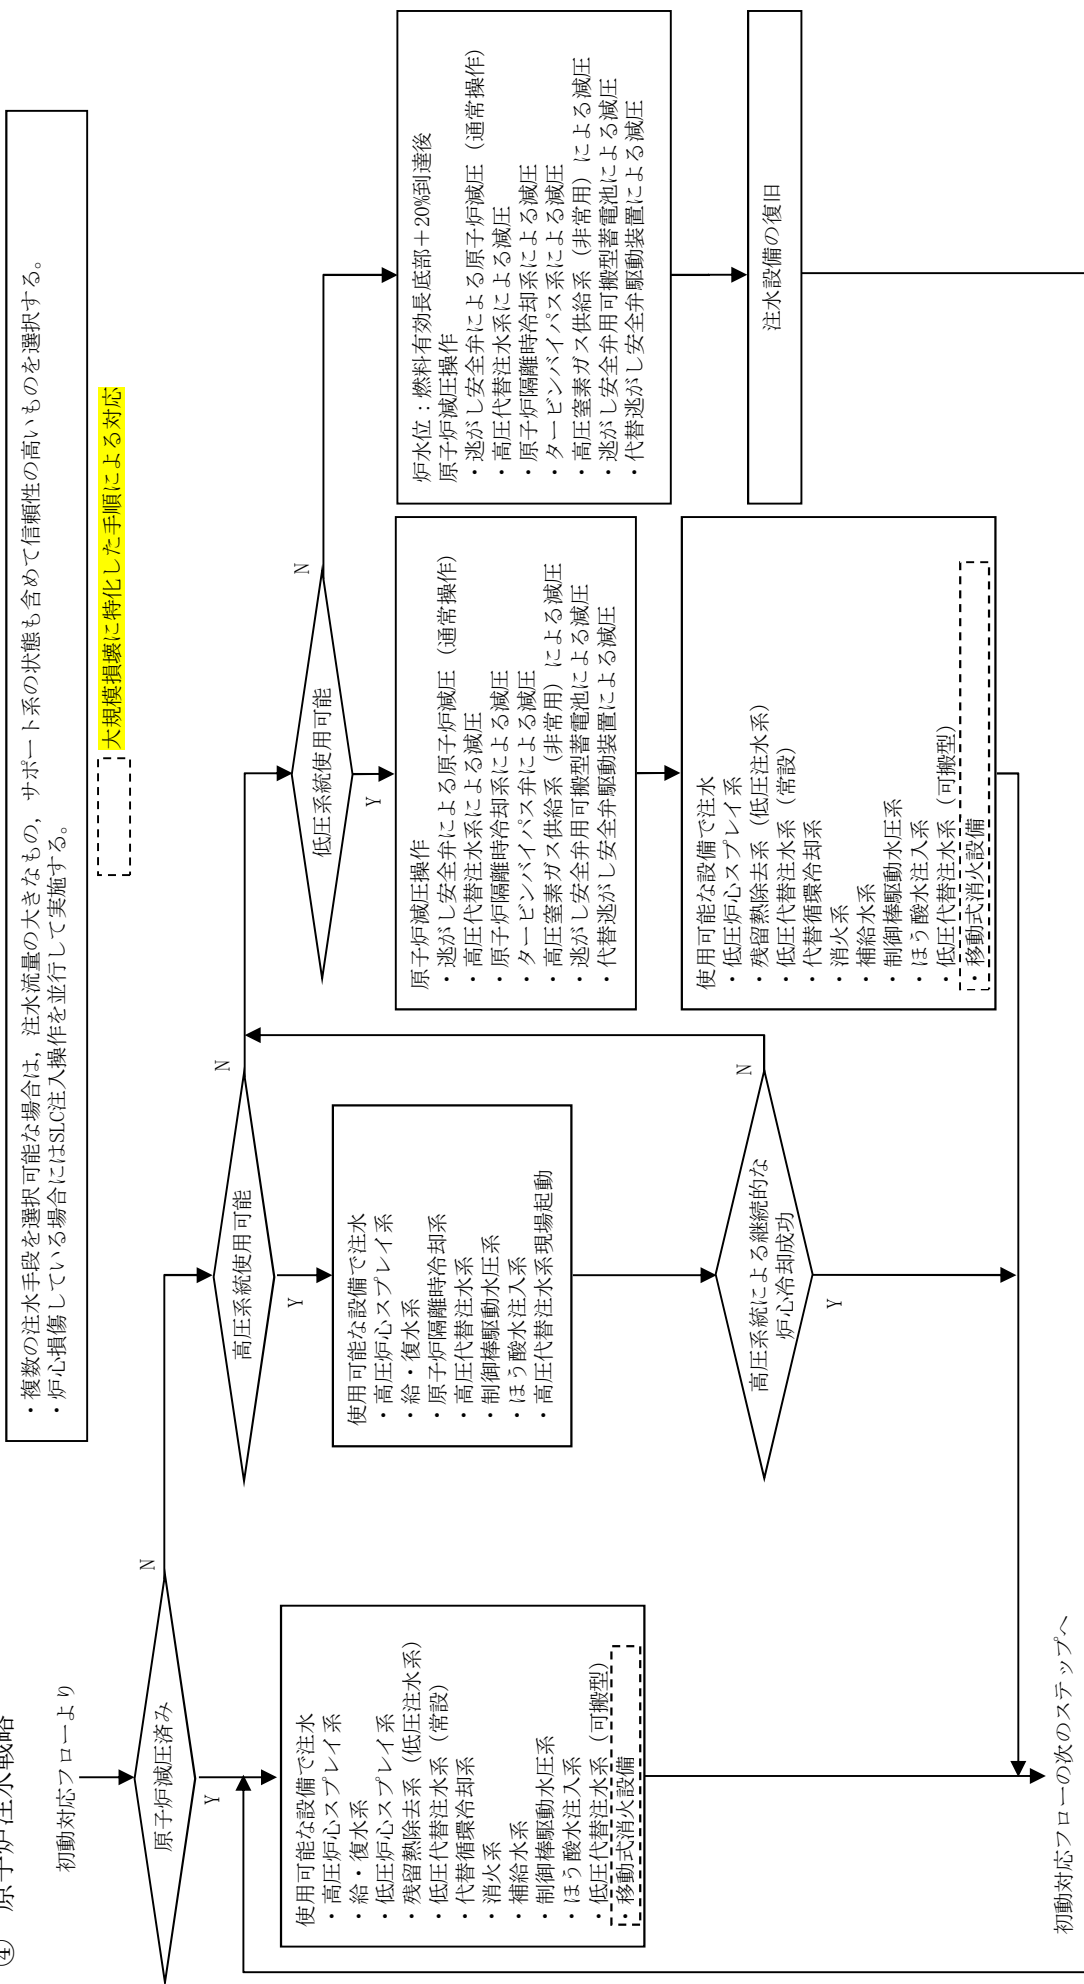 ④ 原子炉注水戦略
・複数の注水手段を選択可能な場合は，注水流量の大きなもの，サポート系の状態も含めて信頼性の高いものを選択する。
・炉心損傷している場合にはSLC注入操作を並行して実施する。
大規模損壊に特化した手順による対応
初動対応フローより
原子炉減圧済み
N
Y
使用可能な設備で注水
・高圧炉心スプレイ系
・給・復水系
・低圧炉心スプレイ系
・残留熱除去系（低圧注水系）
・低圧代替注水系（常設）
・代替循環冷却系
・消火系
・補給水系
・制御棒駆動水圧系
・ほう酸水注入系
・低圧代替注水系（可搬型）
・移動式消火設備
高圧系統使用可能
N
Y
使用可能な設備で注水
・高圧炉心スプレイ系
・給・復水系
・原子炉隔離時冷却系
・高圧代替注水系
・制御棒駆動水圧系
・ほう酸水注入系
・高圧代替注水系現場起動
高圧系統による継続的な
炉心冷却成功
N
Y
低圧系統使用可能
N
Y
原子炉減圧操作
・逃がし安全弁による原子炉減圧（通常操作）
・高圧代替注水系による減圧
・原子炉隔離時冷却系による減圧
・タービンバイパス弁による減圧
・高圧窒素ガス供給系（非常用）による減圧
・逃がし安全弁用可搬型蓄電池による減圧
・代替逃がし安全弁駆動装置による減圧
使用可能な設備で注水
・低圧炉心スプレイ系
・残留熱除去系（低圧注水系）
・低圧代替注水系（常設）
・代替循環冷却系
・消火系
・補給水系
・制御棒駆動水圧系
・ほう酸水注入系
・低圧代替注水系（可搬型）
・移動式消火設備
炉水位：燃料有効長底部＋20%到達後
原子炉減圧操作
・逃がし安全弁による原子炉減圧（通常操作）
・高圧代替注水系による減圧
・原子炉隔離時冷却系による減圧
・タービンバイパス系による減圧
・高圧窒素ガス供給系（非常用）による減圧
・逃がし安全弁用可搬型蓄電池による減圧
・代替逃がし安全弁駆動装置による減圧
注水設備の復旧
初動対応フローの次のステップへ